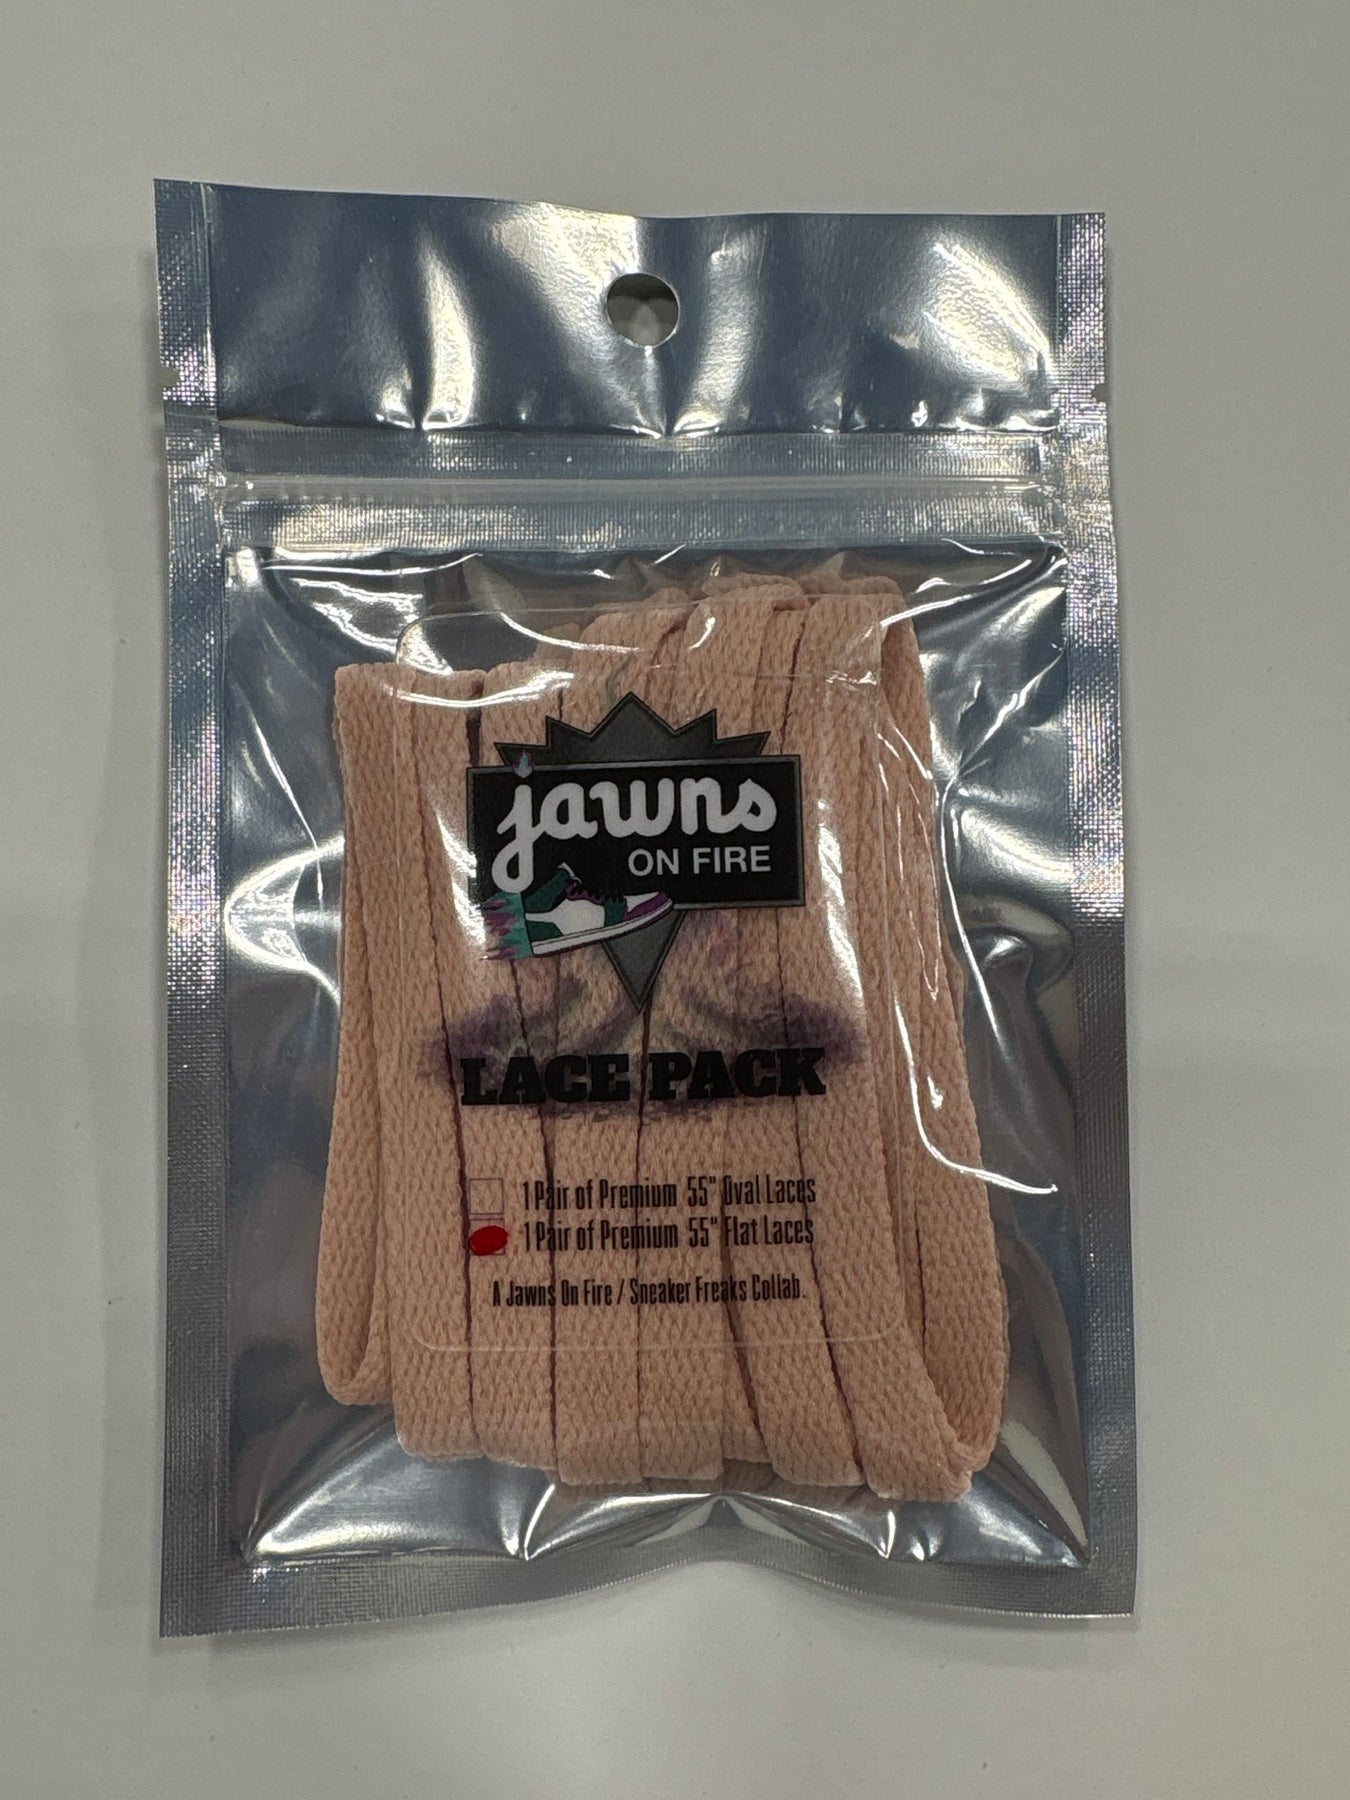 jawns
ON FIRE
LACE PACK
1 Pair of Premium 55" Oval Laces
1 Pair of Premium 55" Flat Laces
A Jawns On Fire / Sneaker Freaks Collab.